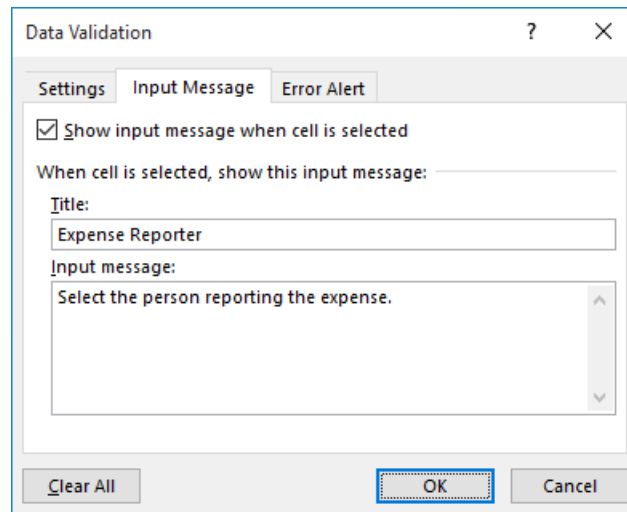 Data Validation ? ×
Settings Input Message Error Alert
Show input message when cell is selected
When cell is selected, show this input message:
Title:
Expense Reporter
Input message:
Select the person reporting the expense.
Clear All OK Cancel